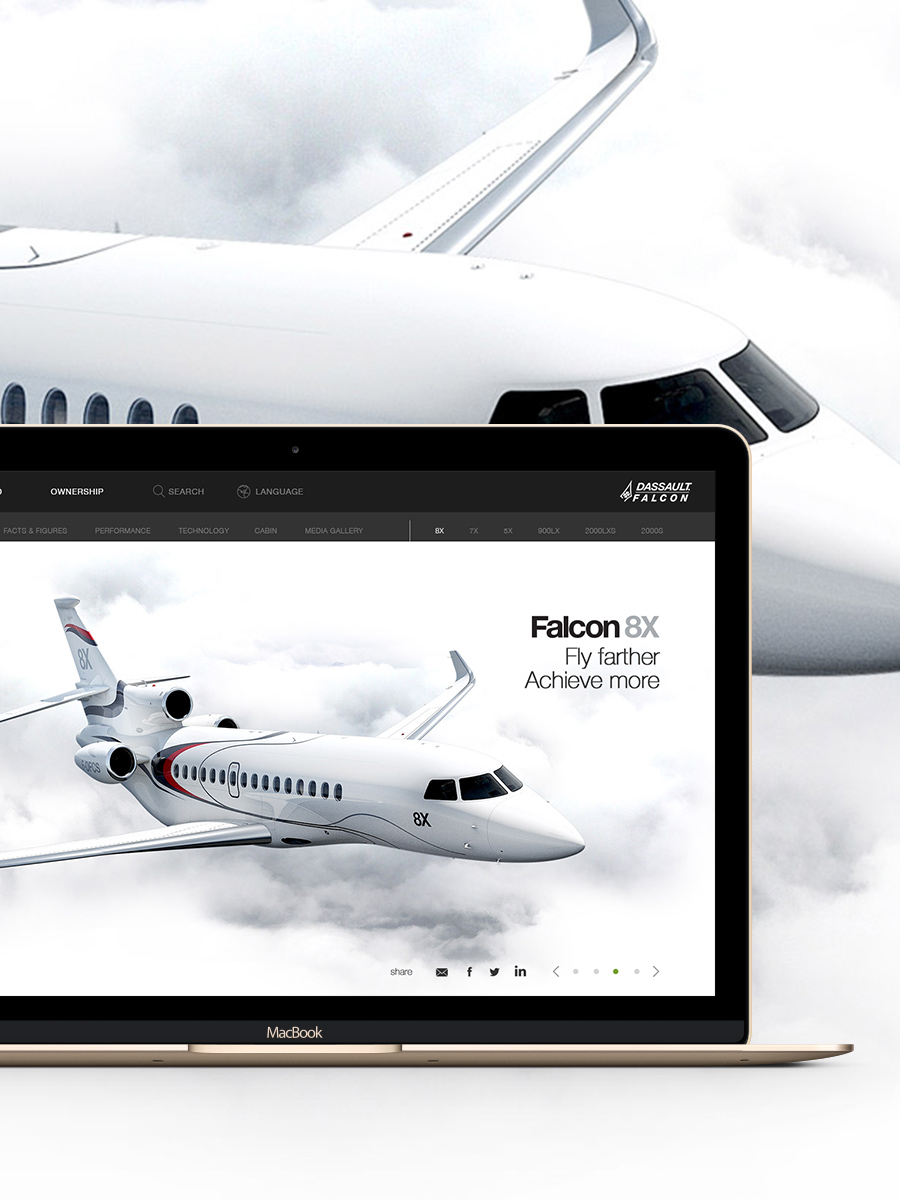 OWNERSHIP SEARCH LANGUAGE
DASSAULT
FALCON
FACTS & FIGURES PERFORMANCE TECHNOLOGY CABIN MEDIA GALLERY 8X 7X 5X 900LX 2000LXS 2000S
Falcon 8X
Fly farther
Achieve more
8X
8X
share
MacBook